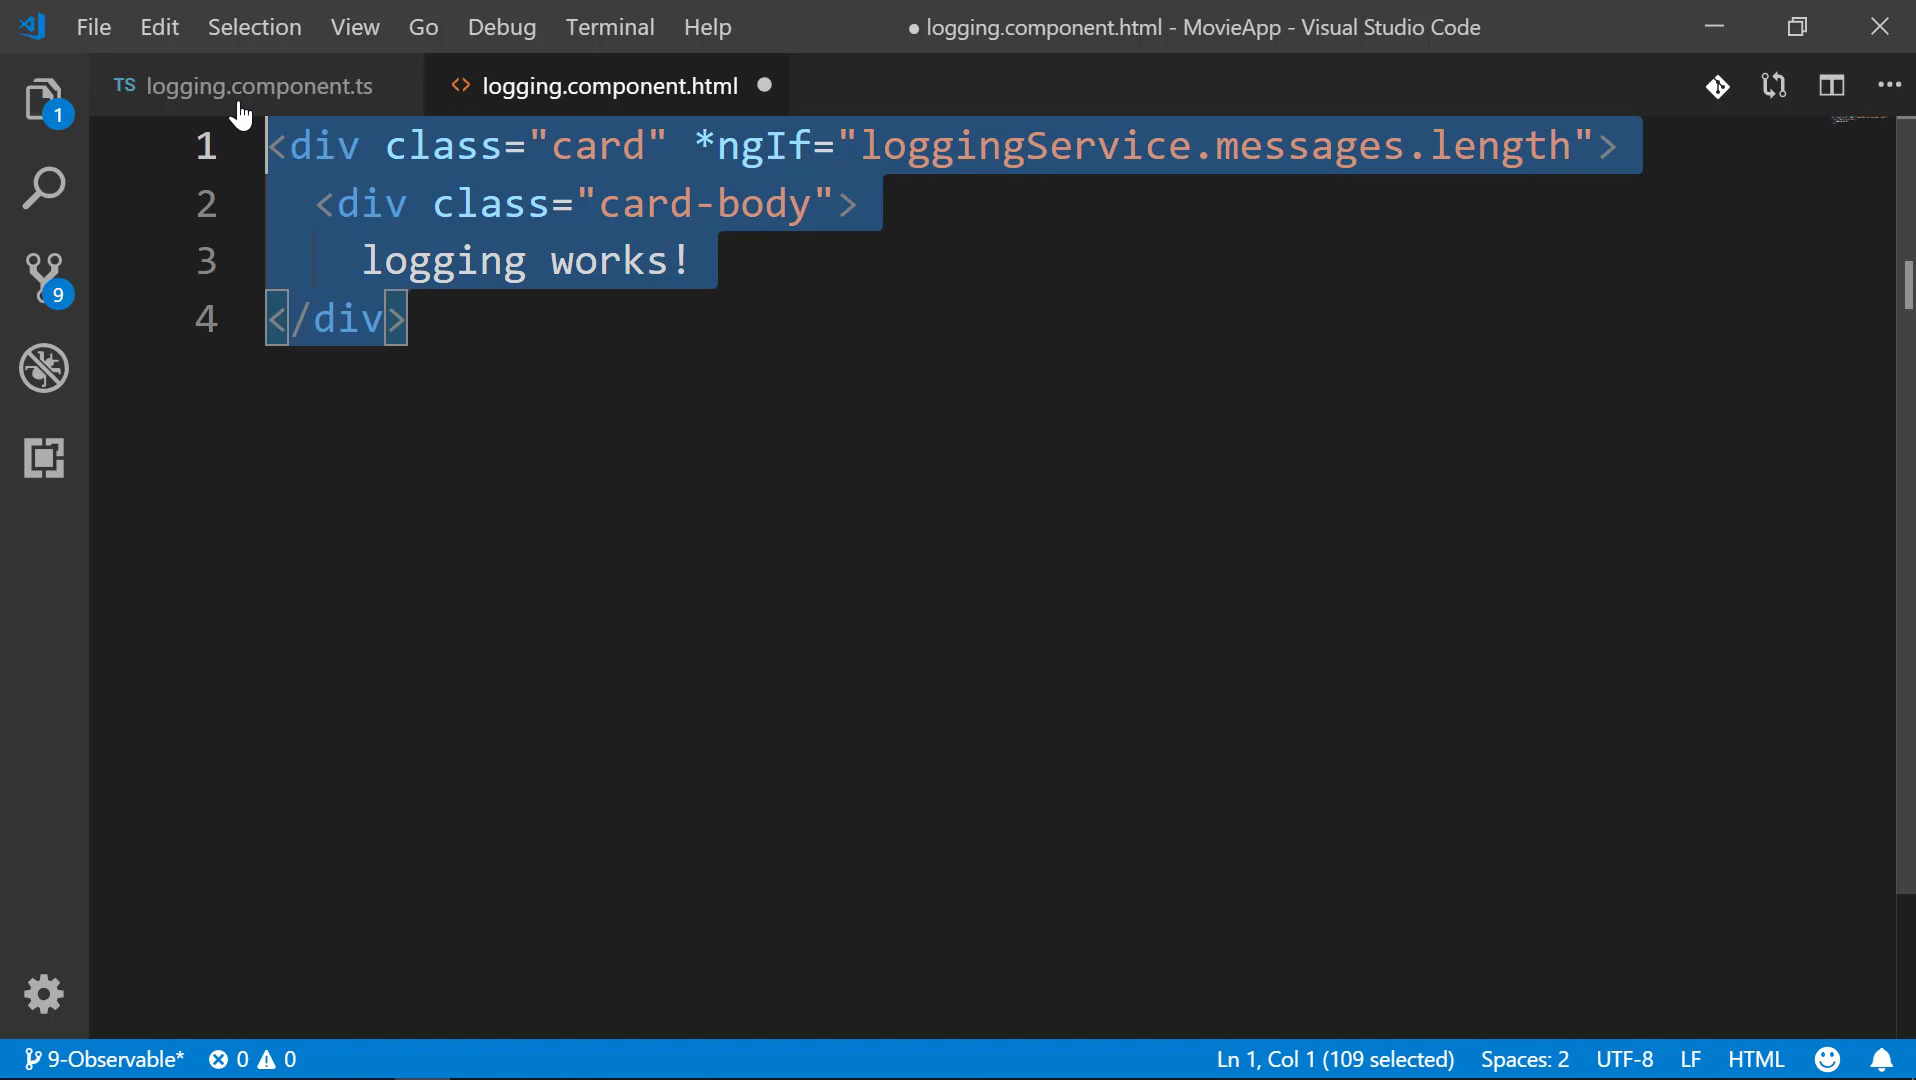 File Edit Selection View Go Debug Terminal Help ● logging.component.html - MovieApp - Visual Studio Code
TS logging.component.ts <> logging.component.html ●
1 <div class="card" *ngIf="loggingService.messages.length">
2 <div class="card-body">
3 logging works!
4 </div>
1
9
9-Observable* 0 0 Ln 1, Col 1 (109 selected) Spaces: 2 UTF-8 LF HTML